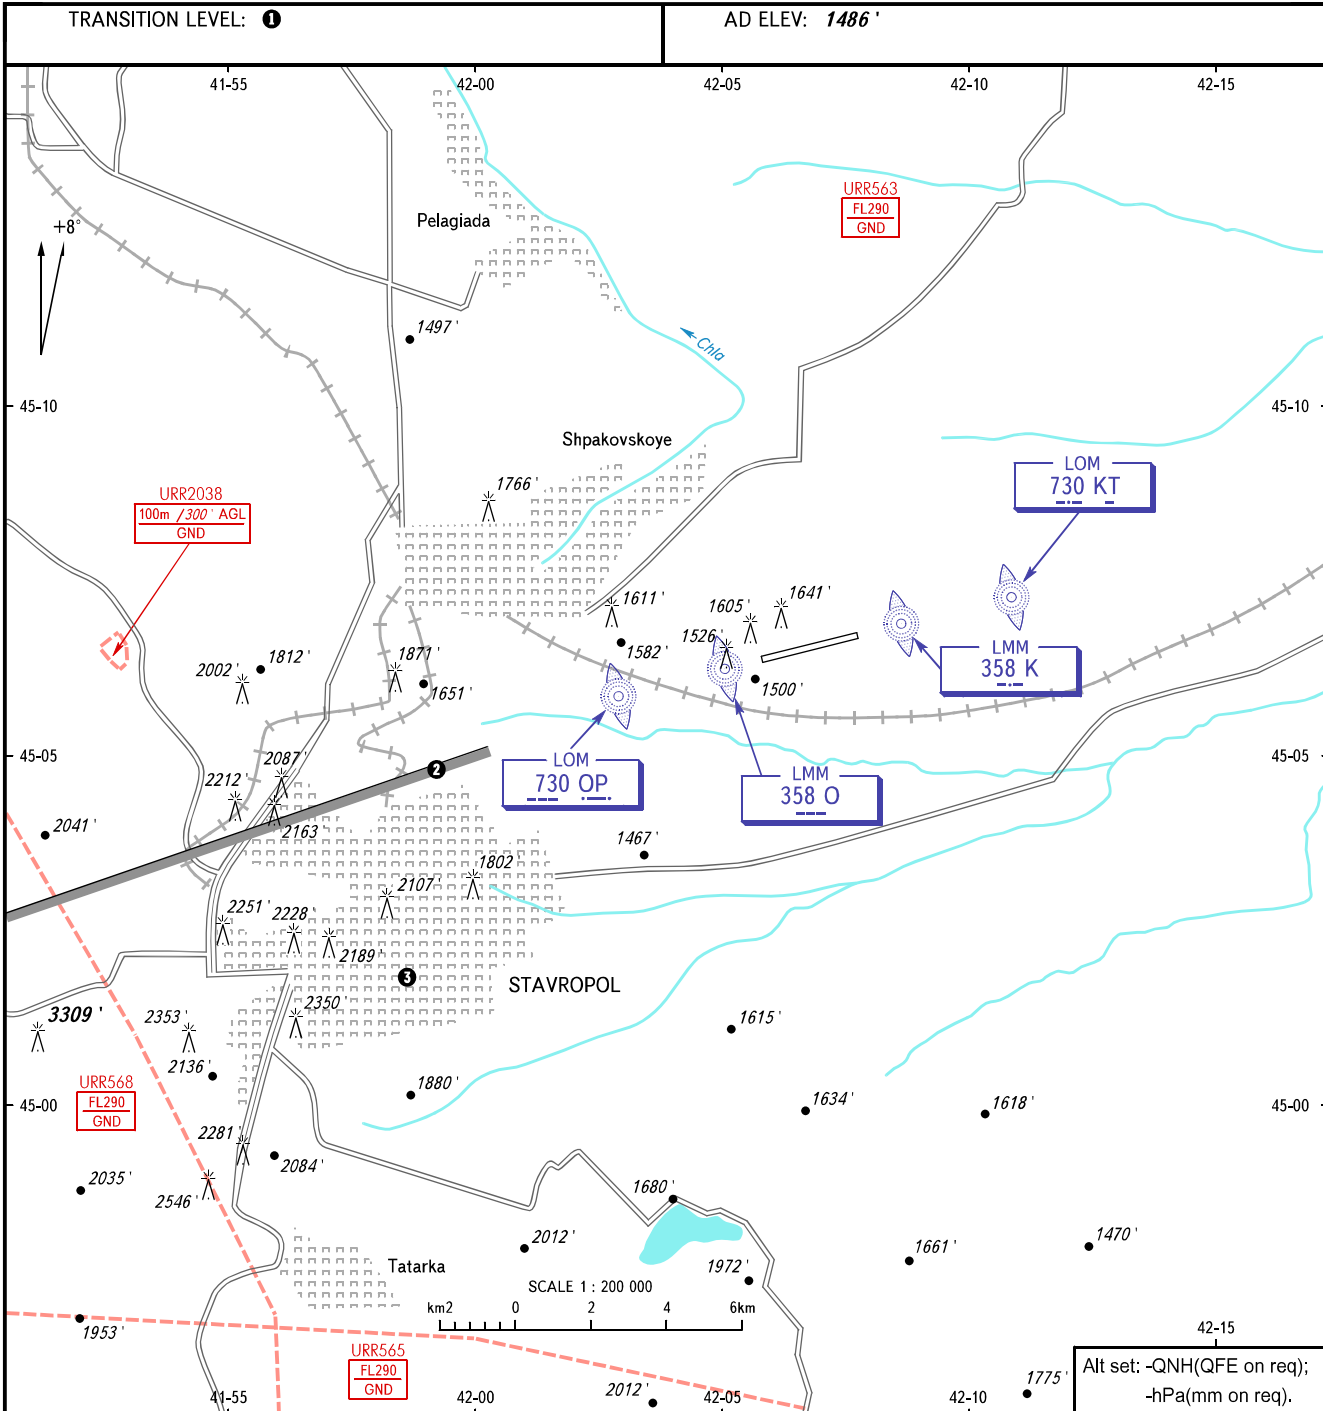 TRANSITION LEVEL: ❶
AD ELEV: 1486 '
41-55
42-00
42-05
42-10
42-15
URR563
FL290
GND
+8°
Pelagiada
1497 '
Chla
45-10
45-10
Shpakovskoye
LOM
730 KT
1766 '
URR2038
100m /300 ' AGL
GND
1611 '
1605 '
1641 '
1582 '
1526 '
LMM
358 K
1812 '
2002 '
1871 '
1651 '
1500 '
45-05
45-05
LOM
730 OP
LMM
358 O
❷
2087 '
2212 '
2163 '
2041 '
1467 '
1802 '
2107 '
2251 '
2228 '
2189 '
❸
STAVROPOL
3309 '
2353 '
2350 '
1615 '
2136 '
URR568
FL290
GND
1880 '
1634 '
1618 '
45-00
45-00
2281 '
2084 '
2035 '
2546 '
1680 '
2012 '
1661 '
1470 '
Tatarka
1972 '
SCALE 1 : 200 000
km2 0 2 4 6km
1953 '
42-15
URR565
FL290
GND
Alt set: -QNH(QFE on req);
-hPa(mm on req).
1775 '
2012 '
41-55
42-00
42-05
42-10